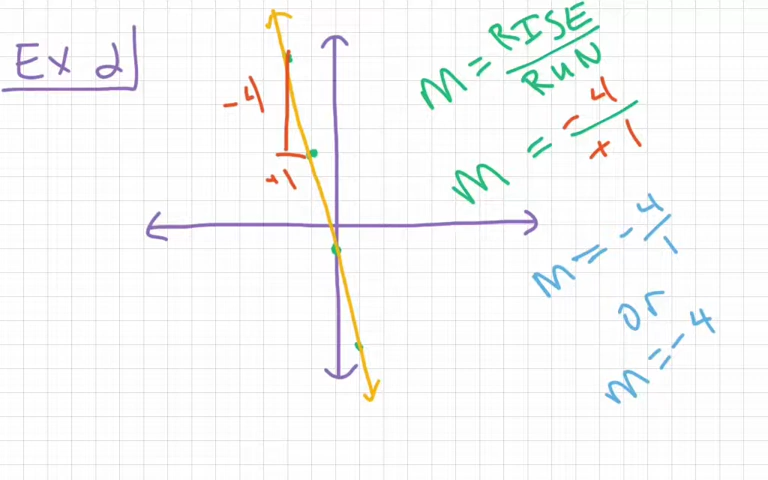 Ex 2
M = RISE/RUN
-4
M = -4/+1
+1
M = -4/1
or
M = -4